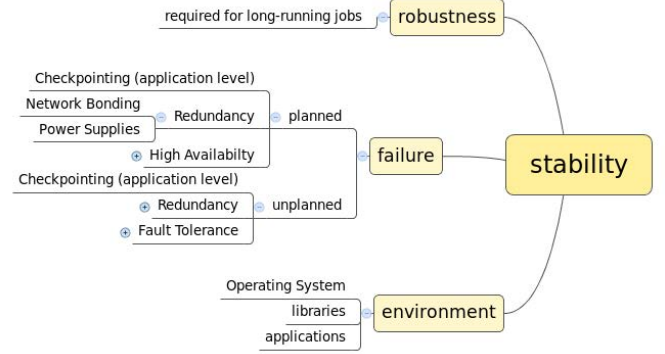 required for long-running jobs
robustness
Checkpointing (application level)
Network Bonding
Power Supplies
Redundancy
High Availabilty
planned
failure
Checkpointing (application level)
Redundancy
Fault Tolerance
unplanned
stability
Operating System
libraries
applications
environment